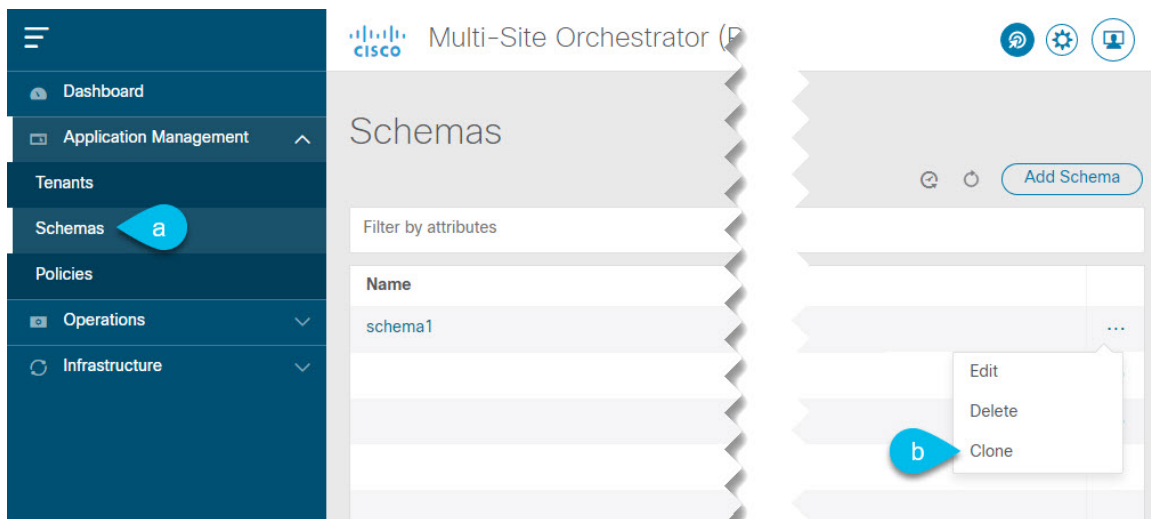 CISCO Multi-Site Orchestrator
Dashboard
Application Management
Tenants
Schemas
a
Policies
Operations
Infrastructure
Schemas
Add Schema
Filter by attributes
Name
schema1
...
Edit
Delete
b
Clone